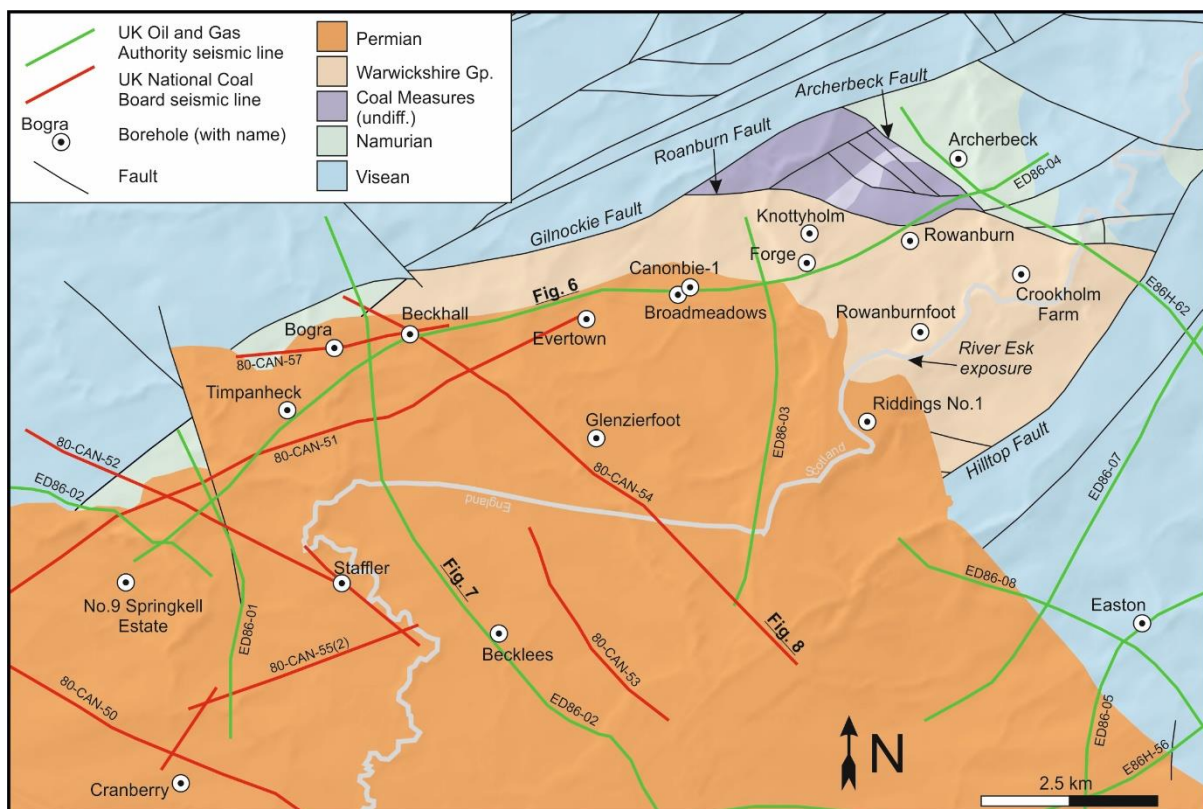 UK Oil and Gas
Authority seismic line
UK National Coal
Board seismic line
Bogra
Borehole (with name)
Fault
Permian
Warwickshire Gp.
Coal Measures
(undiff.)
Namurian
Visean
Archerbeck Fault
Roanburn Fault
Archerbeck
ED86-04
Gilnockie Fault
Knottyholm
Rowanburn
Forge
Fig. 6
Canonbie-1
Broadmeadows
Crookholm
Farm
E86H-62
Beckhall
Bogra
80-CAN-57
Evertown
Rowanburnfoot
River Esk
exposure
Timpanheck
Glenzierfoot
ED86-03
Riddings No.1
Hilltop Fault
80-CAN-52
80-CAN-51
80-CAN-54
Scotland
England
ED86-07
ED86-02
Staffler
No.9 Springkell
Estate
ED86-01
Fig. 7
ED86-08
Easton
Becklees
Fig. 8
80-CAN-55(2)
80-CAN-53
80-CAN-50
ED86-02
ED86-05
E86H-56
N
2.5 km
Cranberry